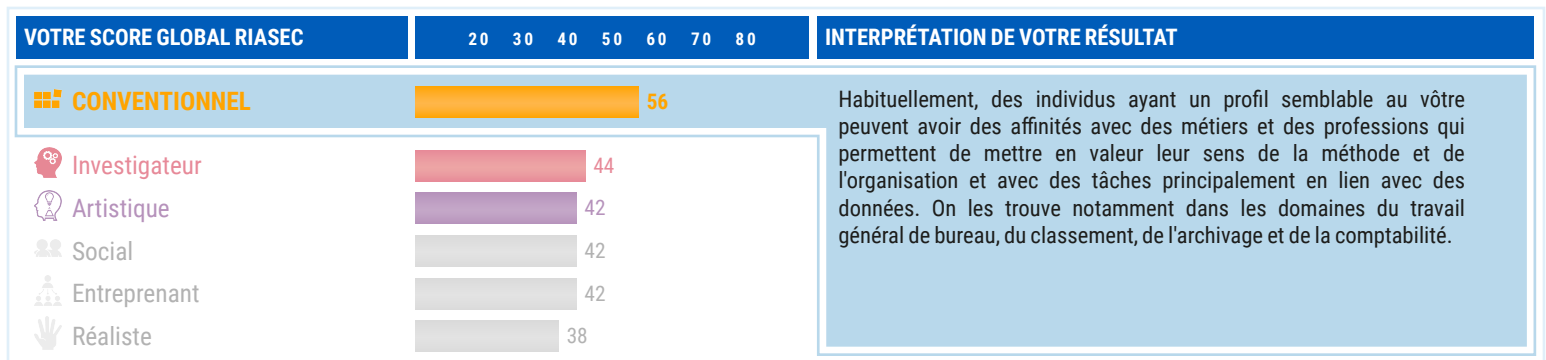 VOTRE SCORE GLOBAL RIASEC
20 30 40 50 60 70 80
INTERPRÉTATION DE VOTRE RÉSULTAT
CONVENTIONNEL 56
Investigateur 44
Artistique 42
Social 42
Entreprenant 42
Réaliste 38
Habituellement, des individus ayant un profil semblable au vôtre
peuvent avoir des affinités avec des métiers et des professions qui
permettent de mettre en valeur leur sens de la méthode et de
l'organisation et avec des tâches principalement en lien avec des
données. On les trouve notamment dans les domaines du travail
général de bureau, du classement, de l'archivage et de la comptabilité.